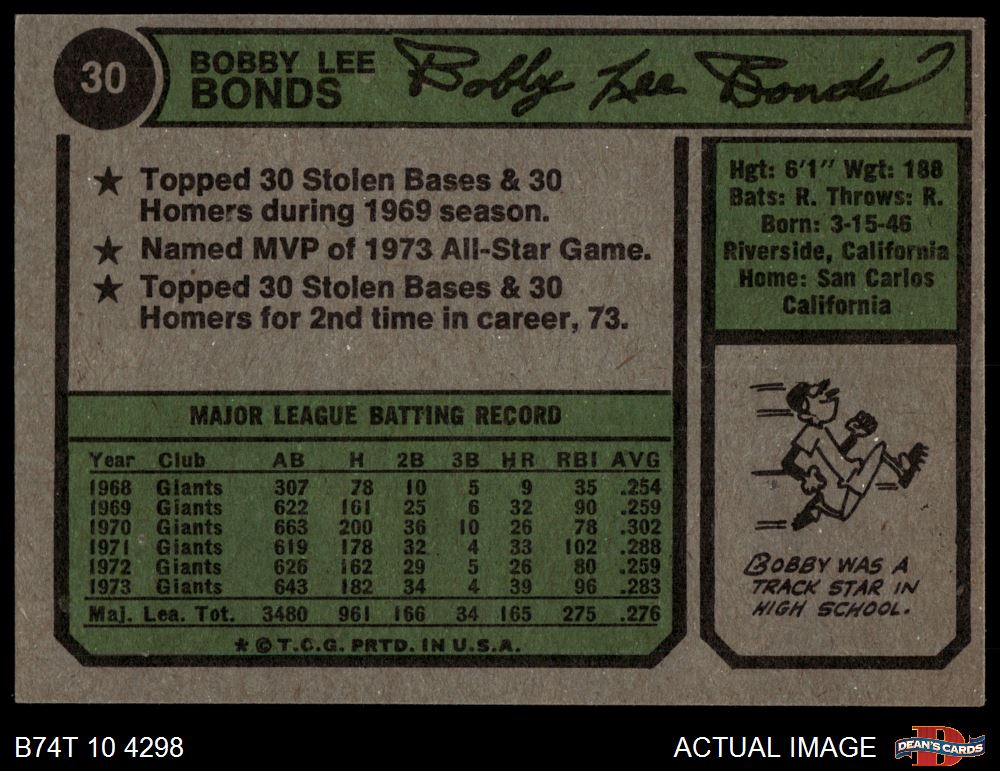 30
BOBBY LEE
BONDS
Bobby Lee Bonds
★ Topped 30 Stolen Bases & 30
Homers during 1969 season.
★ Named MVP of 1973 All-Star Game.
★ Topped 30 Stolen Bases & 30
Homers for 2nd time in career, 73.
Hgt: 6'1″ Wgt: 188
Bats: R. Throws: R.
Born: 3-15-46
Riverside, California
Home: San Carlos
California
MAJOR LEAGUE BATTING RECORD
Year Club AB H 2B 3B HR RBI AVG
1968 Giants 307 78 10 5 9 35 .254
1969 Giants 622 161 25 6 32 90 .259
1970 Giants 663 200 36 10 26 78 .302
1971 Giants 619 178 32 4 33 102 .288
1972 Giants 626 162 29 5 26 80 .259
1973 Giants 643 182 34 4 39 96 .283
Maj. Lea. Tot. 3480 961 166 34 165 275 .276
* © T.C.G. PRTD. IN U.S.A.
BOBBY WAS A
TRACK STAR IN
HIGH SCHOOL.
B74T 10 4298
ACTUAL IMAGE
D
DEAN'S CARDS